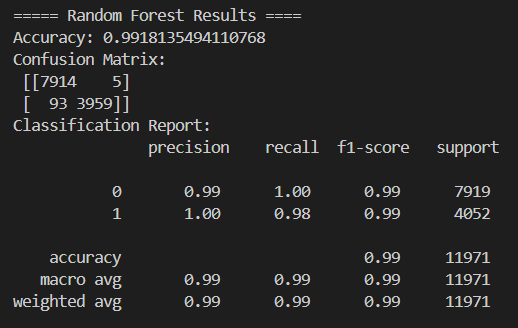 ===== Random Forest Results ====
Accuracy: 0.9918135494110768
Confusion Matrix:
[[7914    5]
[  93 3959]]
Classification Report:
precision    recall  f1-score   support
0       0.99      1.00      0.99      7919
1       1.00      0.98      0.99      4052
accuracy                           0.99     11971
macro avg       0.99      0.99      0.99     11971
weighted avg       0.99      0.99      0.99     11971